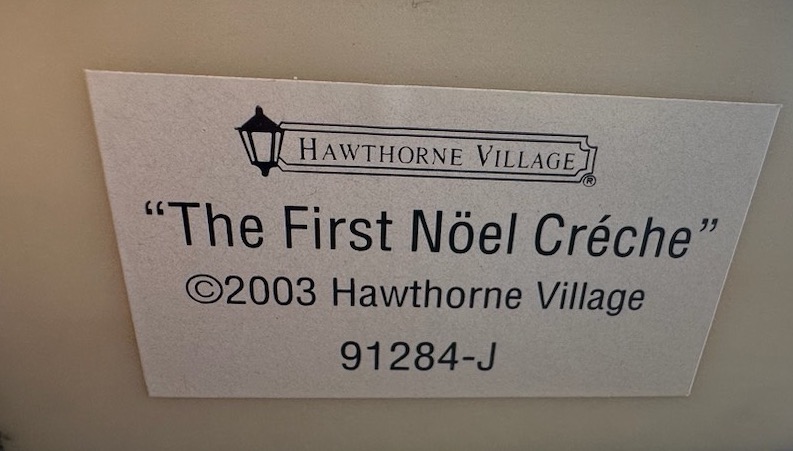 HAWTHORNE VILLAGE®
“The First Nöel Créche”
©2003 Hawthorne Village
91284-J